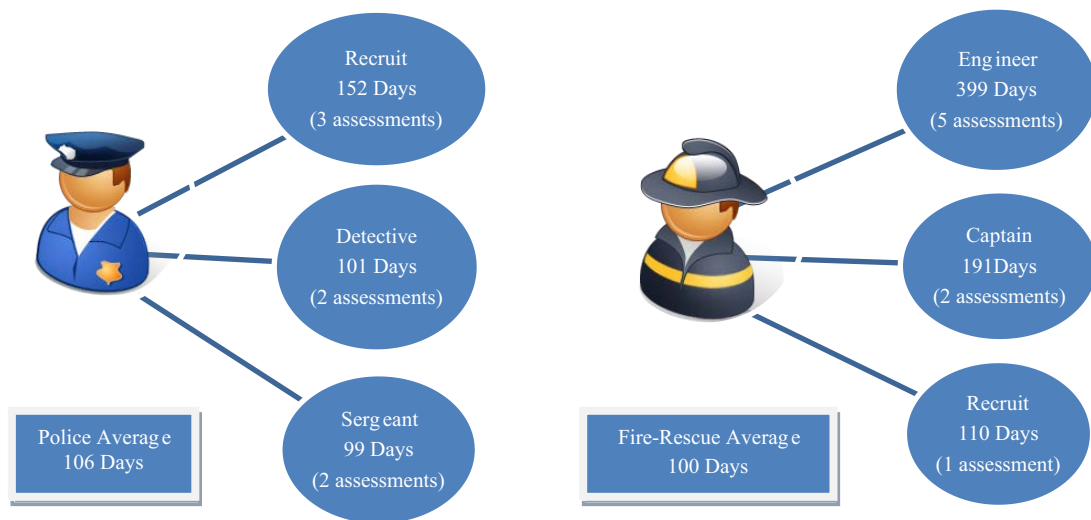 Recruit
152 Days
(3 assessments)
Detective
101 Days
(2 assessments)
Sergeant
99 Days
(2 assessments)
Police Average
106 Days
Engineer
399 Days
(5 assessments)
Captain
191Days
(2 assessments)
Recruit
110 Days
(1 assessment)
Fire-Rescue Average
100 Days